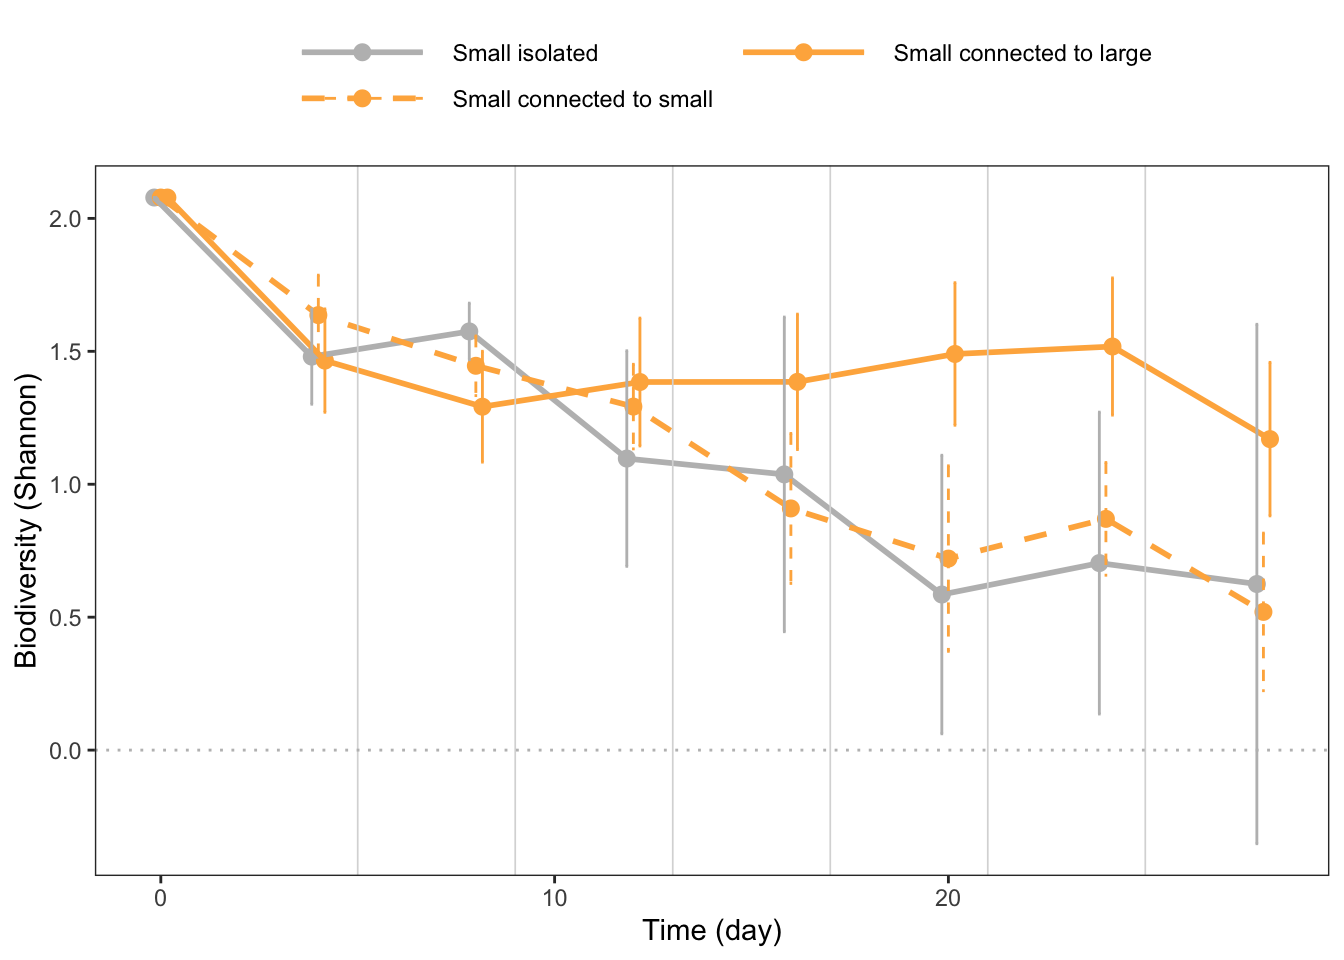 Small isolated
Small connected to large
Small connected to small
2.0
1.5
1.0
0.5
0.0
Biodiversity (Shannon)
0
10
20
Time (day)